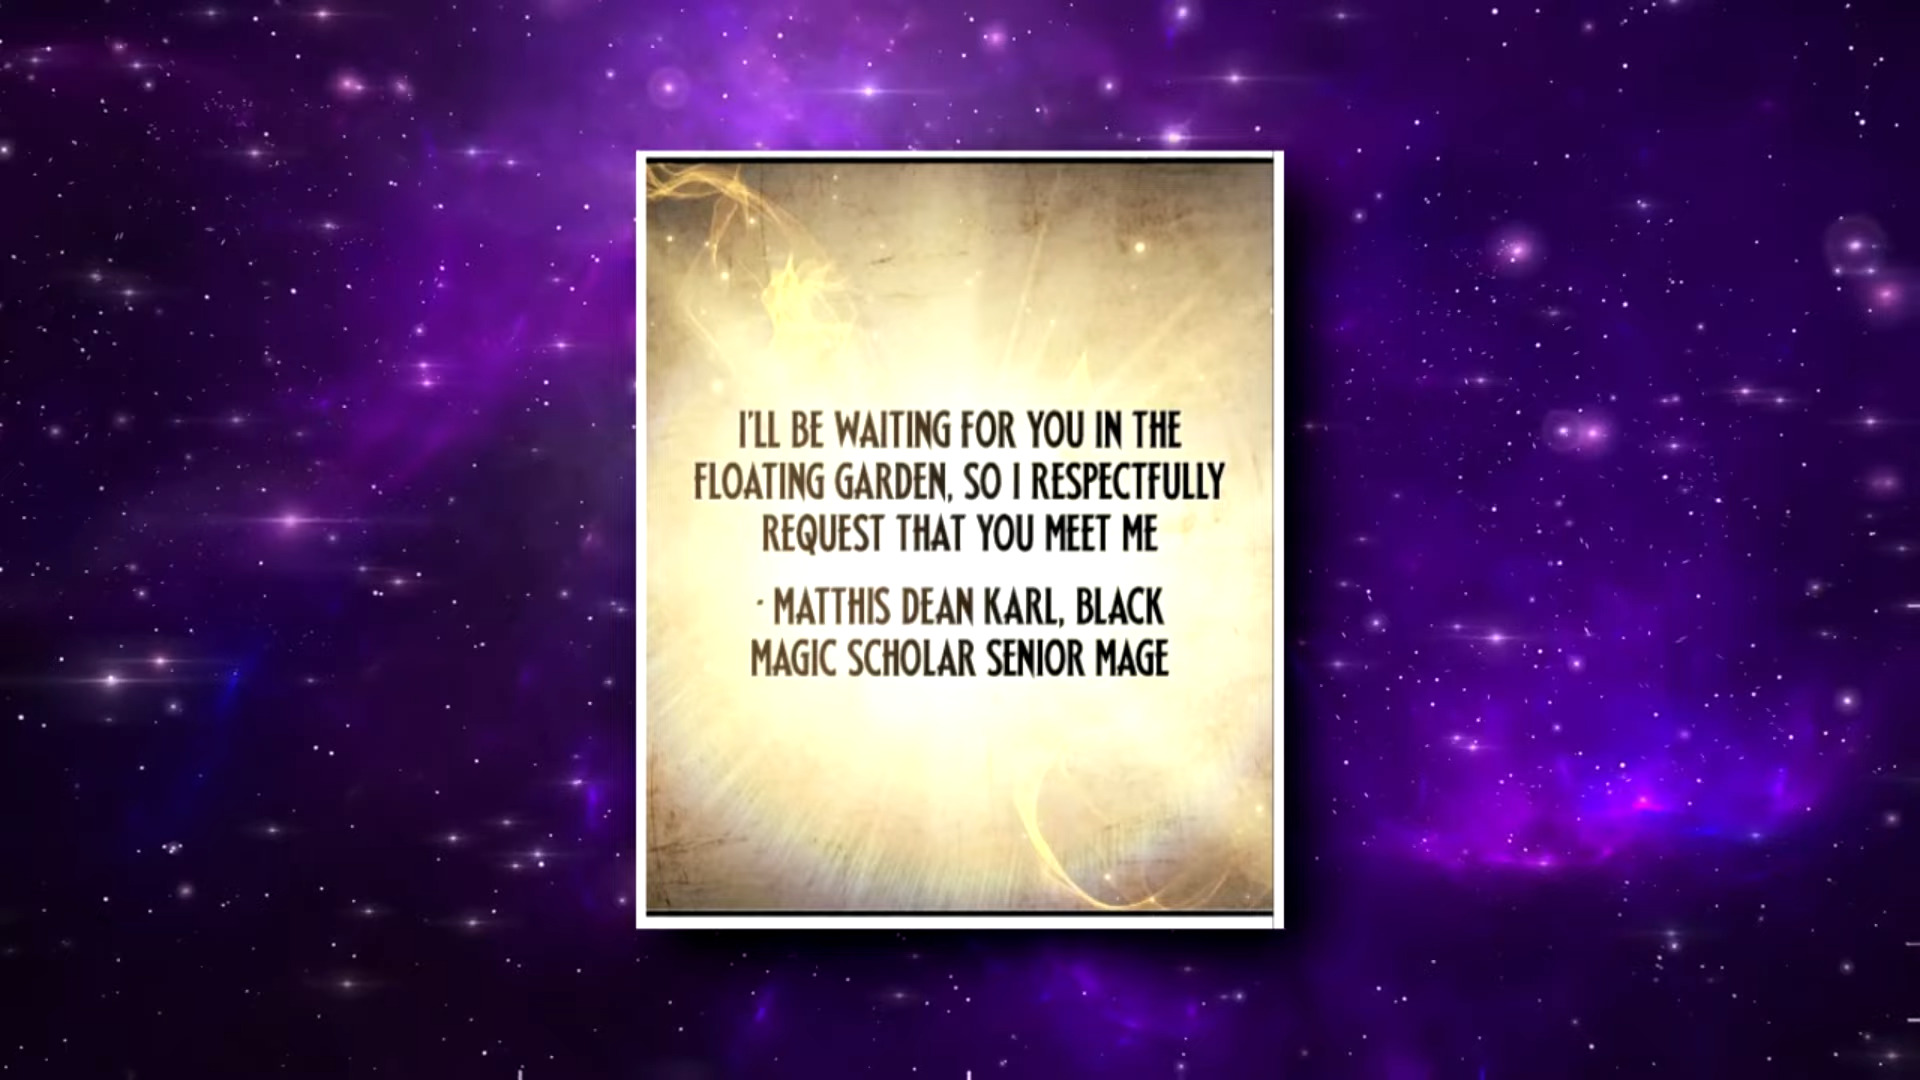 I'LL BE WAITING FOR YOU IN THE
FLOATING GARDEN, SO I RESPECTFULLY
REQUEST THAT YOU MEET ME
- MATTHIS DEAN KARL, BLACK
MAGIC SCHOLAR SENIOR MAGE